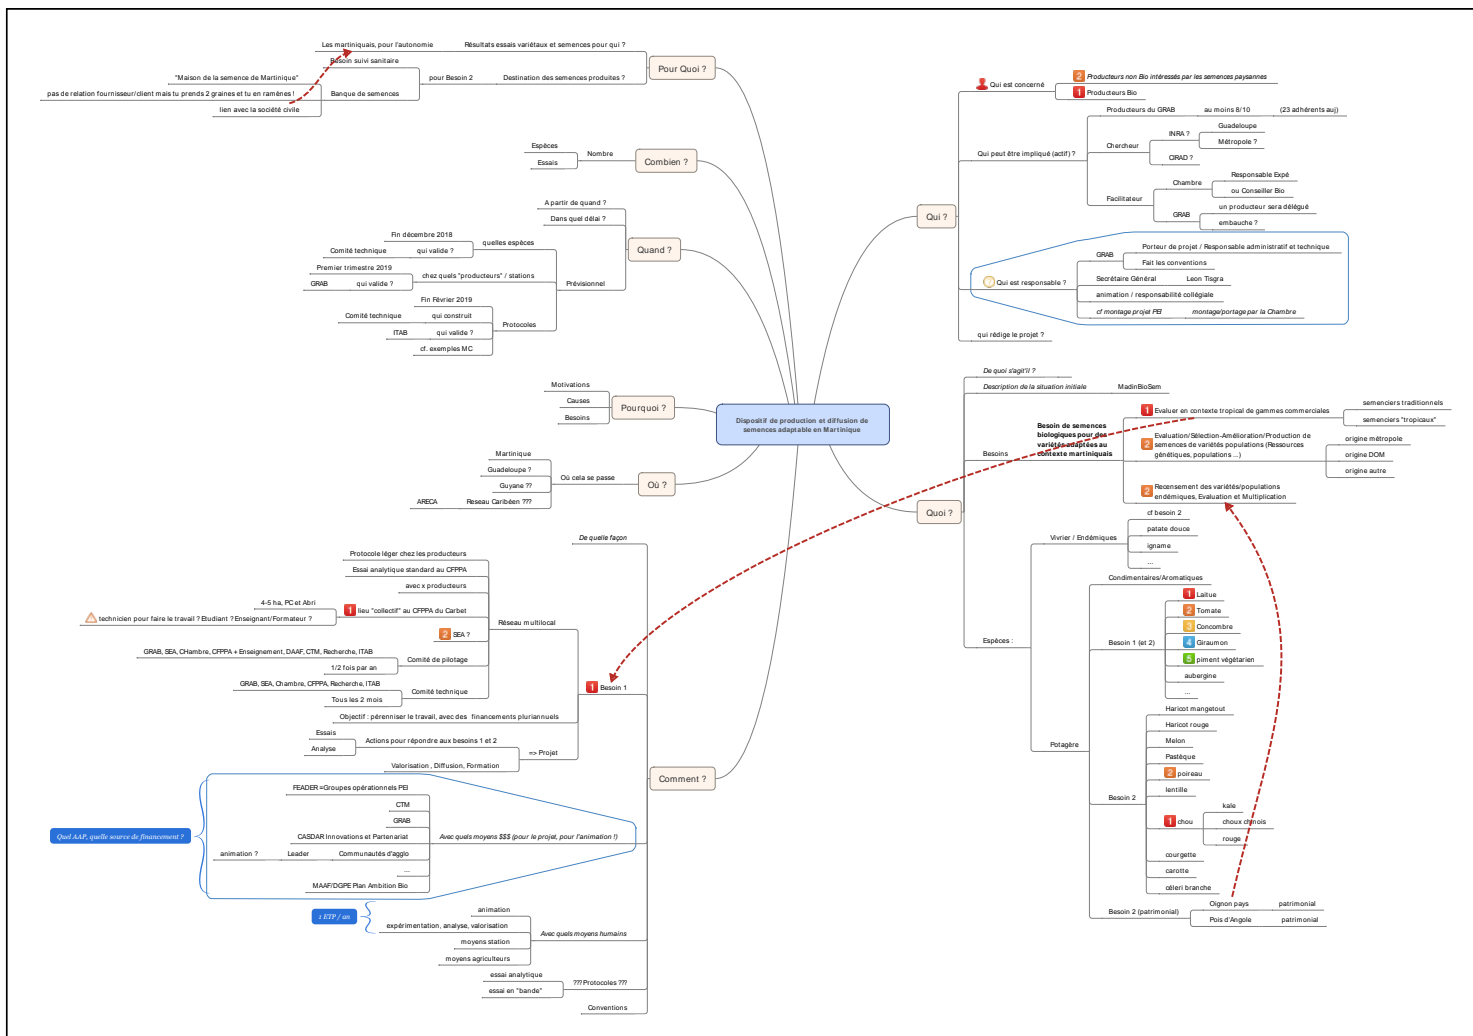 Dispositif de production et diffusion de
semences adaptable en Martinique
Pour Quoi ?
Résultats essais variétaux et semences pour qui ?
Les martiniquais, pour l'autonomie
Destination des semences produites ?
pour Besoin 2
Besoin suivi sanitaire
Banque de semences
"Maison de la semence de Martinique"
pas de relation fournisseur/client mais tu prends 2 graines et tu en ramènes !
lien avec la société civile
Combien ?
Nombre
Espèces
Essais
Quand ?
A partir de quand ?
Dans quel délai ?
Prévisionnel
quelles espèces
Fin décembre 2018
qui valide ?
Comité technique
chez quels "producteurs" / stations
Premier trimestre 2019
qui valide ?
GRAB
Protocoles
Fin Février 2019
qui construit
Comité technique
qui valide ?
ITAB
cf. exemples MC
Pourquoi ?
Motivations
Causes
Besoins
Où ?
Où cela se passe
Martinique
Guadeloupe ?
Guyane ??
Reseau Caribéen ???
ARECA
Comment ?
De quelle façon
1 Besoin 1
Réseau multilocal
Protocole léger chez les producteurs
Essai analytique standard au CFPPA
avec x producteurs
1 lieu "collectif" au CFPPA du Carbet
4-5 ha, PC et Abri
technicien pour faire le travail ? Etudiant ? Enseignant/Formateur ?
2 SEA ?
Comité de pilotage
GRAB, SEA, CHambre, CFPPA + Enseignement, DAAF, CTM, Recherche, ITAB
1/2 fois par an
Comité technique
GRAB, SEA, Chambre, CFPPA, Recherche, ITAB
Tous les 2 mois
Objectif : pérenniser le travail, avec des financements pluriannuels
=> Projet
Actions pour répondre aux besoins 1 et 2
Essais
Analyse
Valorisation , Diffusion, Formation
Avec quels moyens $$$ (pour le projet, pour l'animation !)
FEADER =Groupes opérationnels PEI
CTM
GRAB
CASDAR Innovations et Partenariat
Communautés d'agglo
Leader
animation ?
...
MAAF/DGPE Plan Ambition Bio
Quel AAP, quelle source de financement ?
Avec quels moyens humains
animation
expérimentation, analyse, valorisation
moyens station
moyens agriculteurs
1 ETP / an
??? Protocoles ???
essai analytique
essai en "bande"
Conventions
Qui ?
Qui est concerné
2 Producteurs non Bio intéressés par les semences paysannes
1 Producteurs Bio
Qui peut être impliqué (actif) ?
Producteurs du GRAB
au moins 8/10
(23 adhérents auj)
Chercheur
INRA ?
Guadeloupe
Métropole ?
CIRAD ?
Facilitateur
Chambre
Responsable Expé
ou Conseiller Bio
GRAB
un producteur sera délégué
embauche ?
Qui est responsable ?
GRAB
Porteur de projet / Responsable administratif et technique
Fait les conventions
Secrétaire Général
Leon Tisgra
animation / responsabilité collégiale
cf montage projet PEI
montage/portage par la Chambre
qui rédige le projet ?
Quoi ?
De quoi s'agit'il ?
Description de la situation initiale
MadinBioSem
Besoins
Besoin de semences
biologiques pour des
variétés adaptées au
contexte martiniquais
1 Evaluer en contexte tropical de gammes commerciales
semenciers traditionnels
semenciers "tropicaux"
2 Evaluation/Sélection-Amélioration/Production de
semences de variétés populations (Ressources
génétiques, populations ...)
origine métropole
origine DOM
origine autre
2 Recensement des variétés/populations
endémiques, Evaluation et Multiplication
Espèces :
Vivrier / Endémiques
cf besoin 2
patate douce
igname
...
Potagère
Condimentaires/Aromatiques
Besoin 1 (et 2)
1 Laitue
2 Tomate
3 Concombre
4 Giraumon
5 piment végétarien
aubergine
...
Besoin 2
Haricot mangetout
Haricot rouge
Melon
Pastèque
2 poireau
lentille
1 chou
kale
choux chinois
rouge
courgette
carotte
céleri branche
Besoin 2 (patrimonial)
Oignon pays
patrimonial
Pois d'Angole
patrimonial